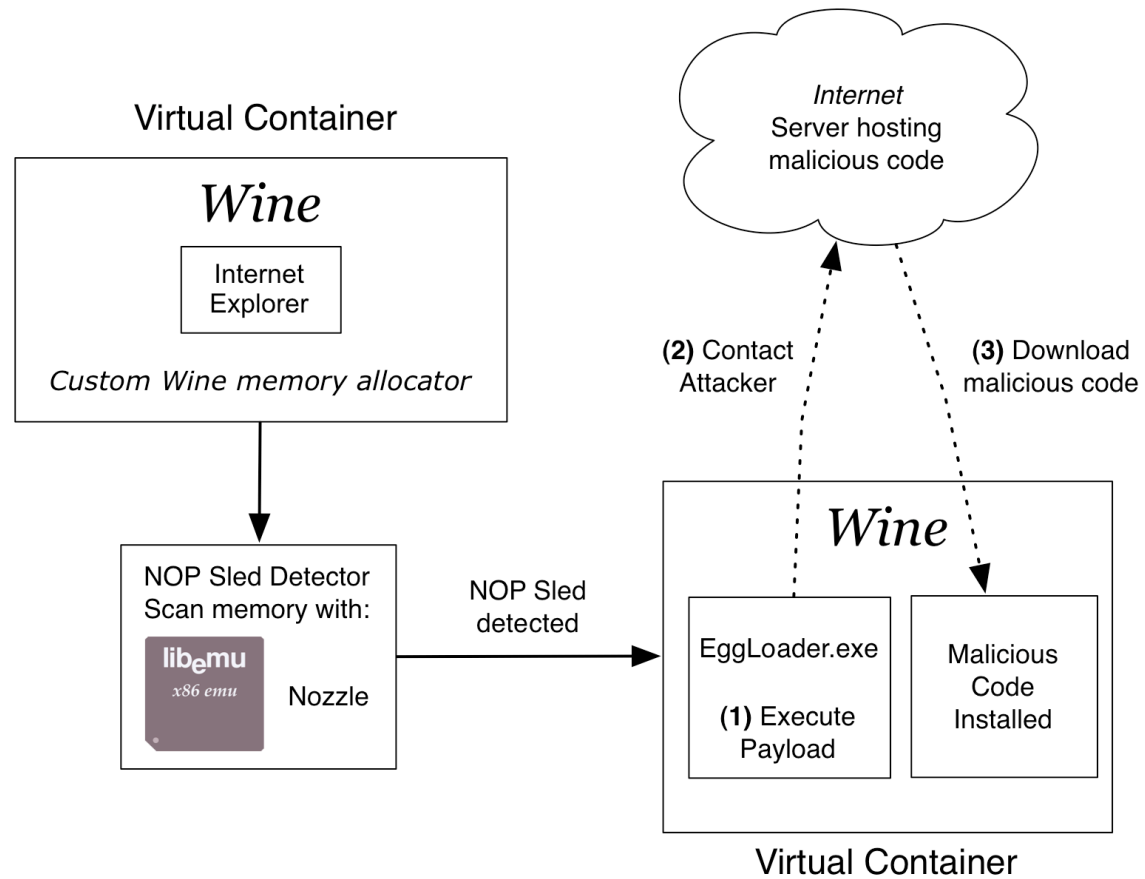 Virtual Container
Wine
Internet
Explorer
Custom Wine memory allocator
NOP Sled Detector
Scan memory with:
libemu
x86 emu
Nozzle
NOP Sled
detected
Internet
Server hosting
malicious code
(2) Contact
Attacker
(3) Download
malicious code
Wine
EggLoader.exe
(1) Execute
Payload
Malicious
Code
Installed
Virtual Container